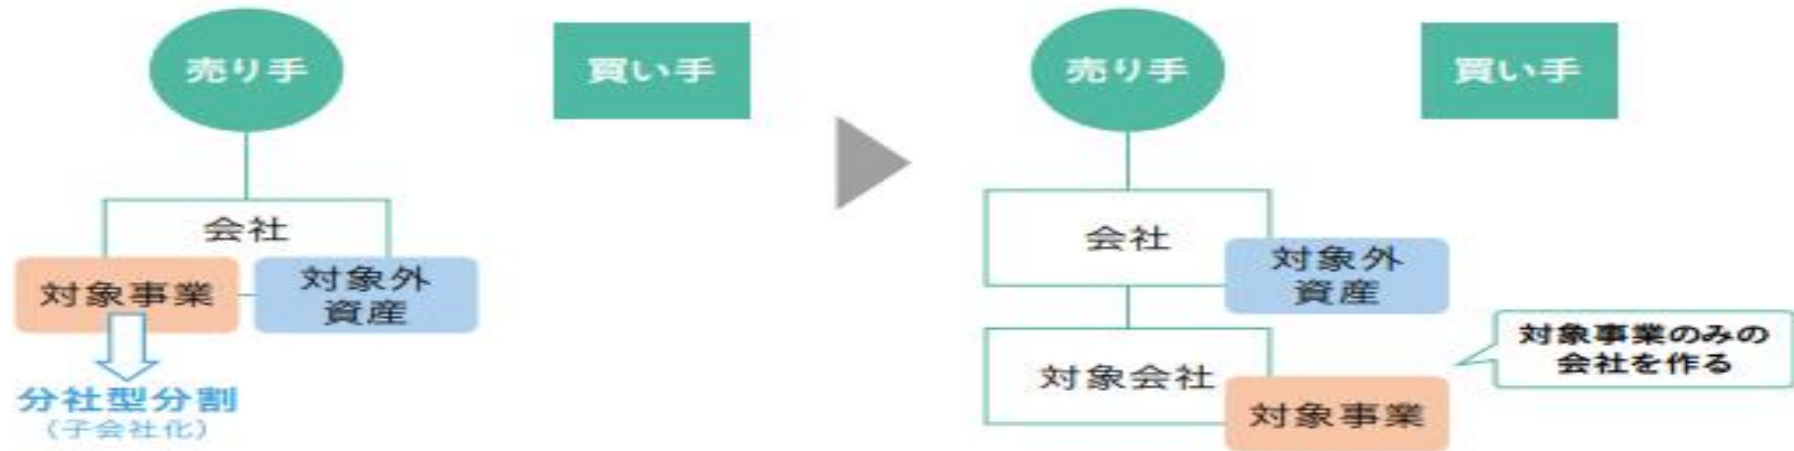 売り手
買い手
会社
対象事業
対象外
資産
分社型分割
（子会社化）
売り手
買い手
会社
対象外
資産
対象会社
対象事業
対象事業のみの
会社を作る